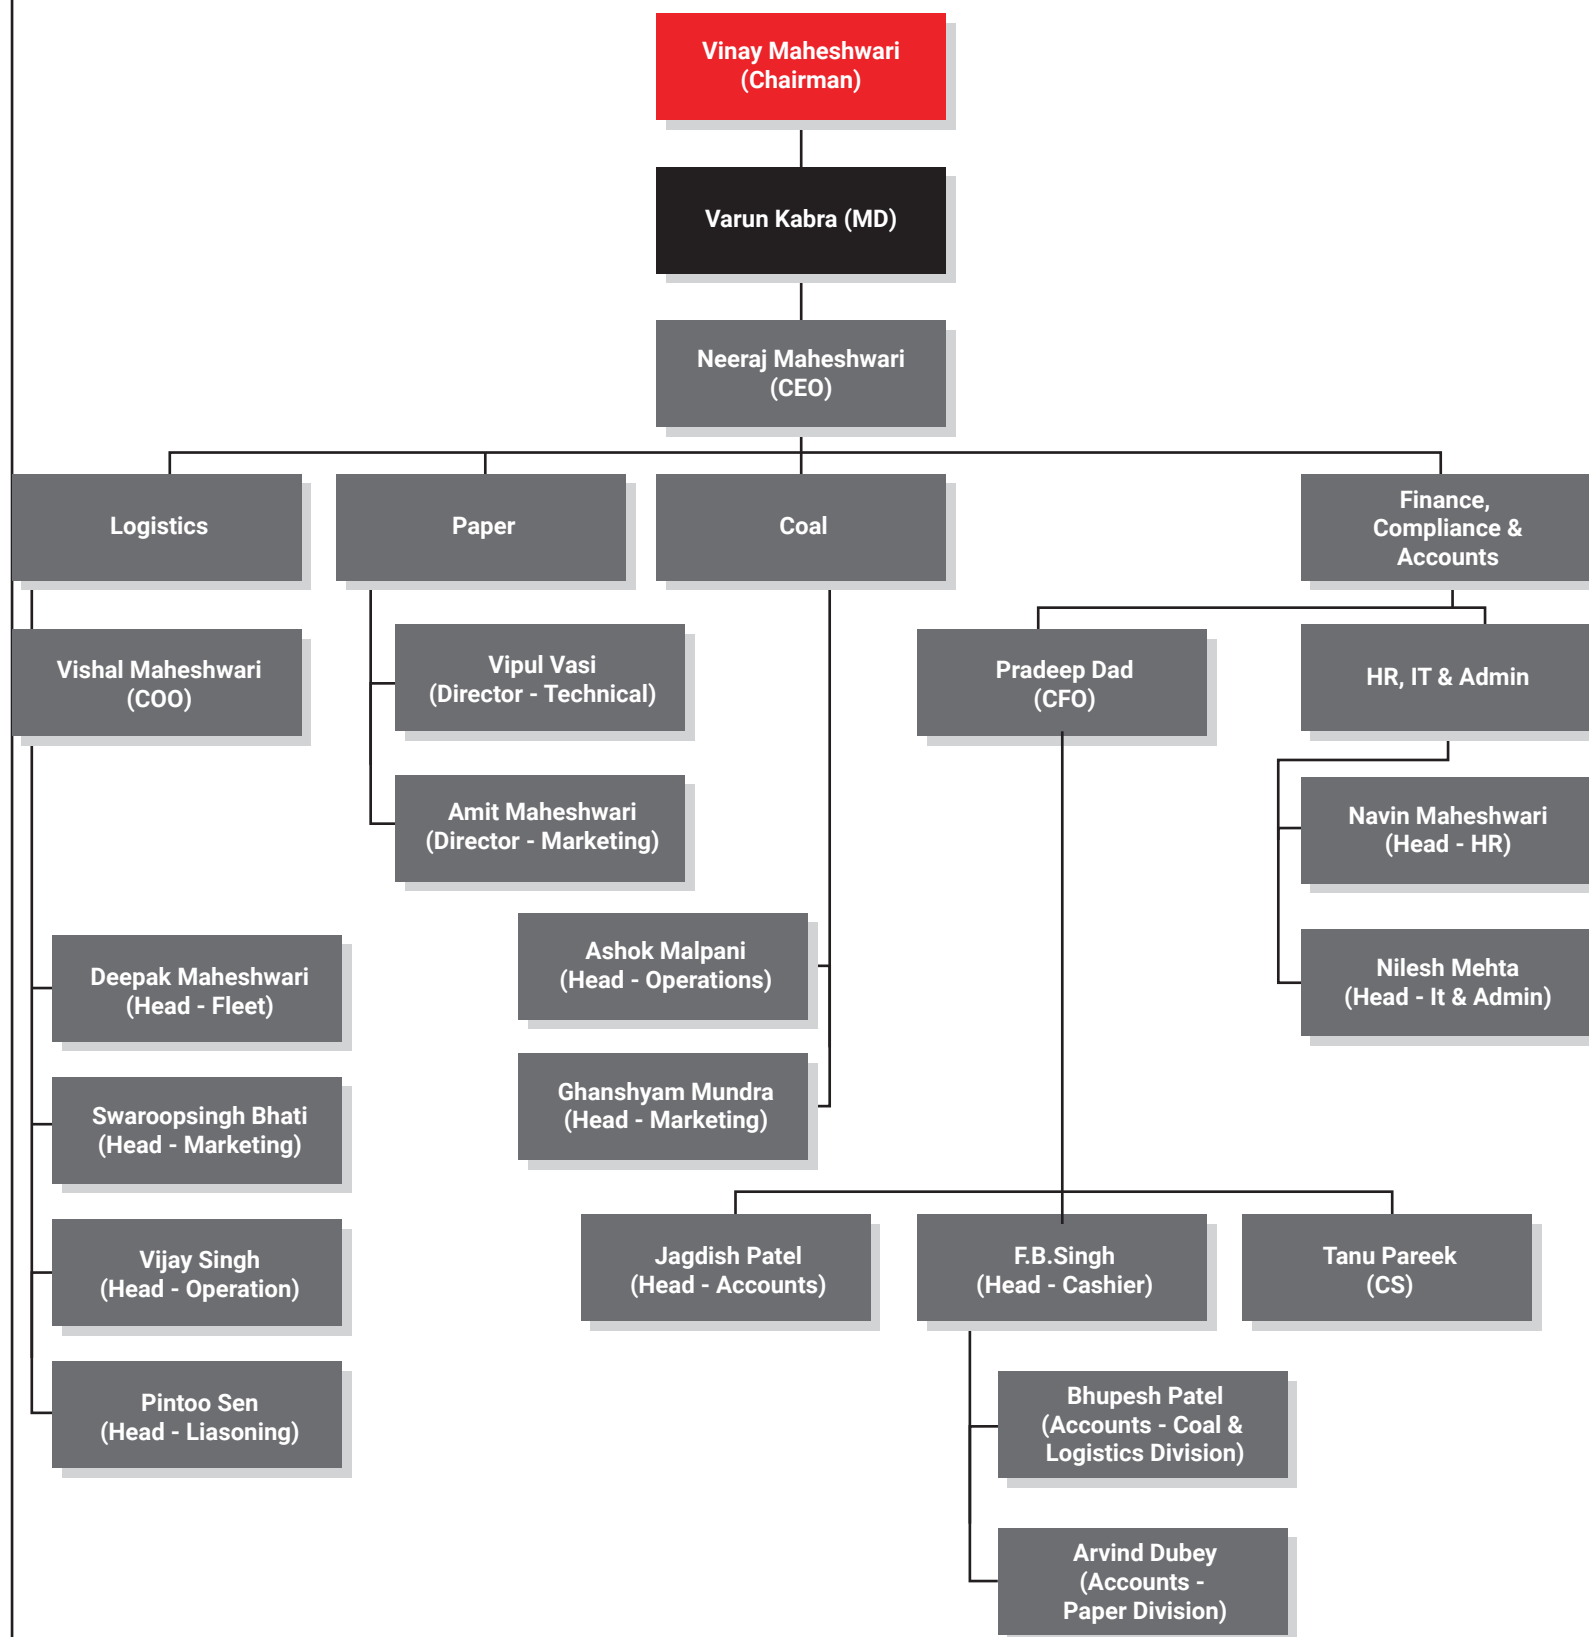 Vinay Maheshwari
(Chairman)
Varun Kabra (MD)
Neeraj Maheshwari
(CEO)
Logistics
Paper
Coal
Finance,
Compliance &
Accounts
Vishal Maheshwari
(COO)
Vipul Vasi
(Director - Technical)
Pradeep Dad
(CFO)
HR, IT & Admin
Amit Maheshwari
(Director - Marketing)
Navin Maheshwari
(Head - HR)
Deepak Maheshwari
(Head - Fleet)
Ashok Malpani
(Head - Operations)
Nilesh Mehta
(Head - It & Admin)
Swaroopsingh Bhati
(Head - Marketing)
Ghanshyam Mundra
(Head - Marketing)
Vijay Singh
(Head - Operation)
Jagdish Patel
(Head - Accounts)
F.B.Singh
(Head - Cashier)
Tanu Pareek
(CS)
Pintoo Sen
(Head - Liasoning)
Bhupesh Patel
(Accounts - Coal &
Logistics Division)
Arvind Dubey
(Accounts -
Paper Division)